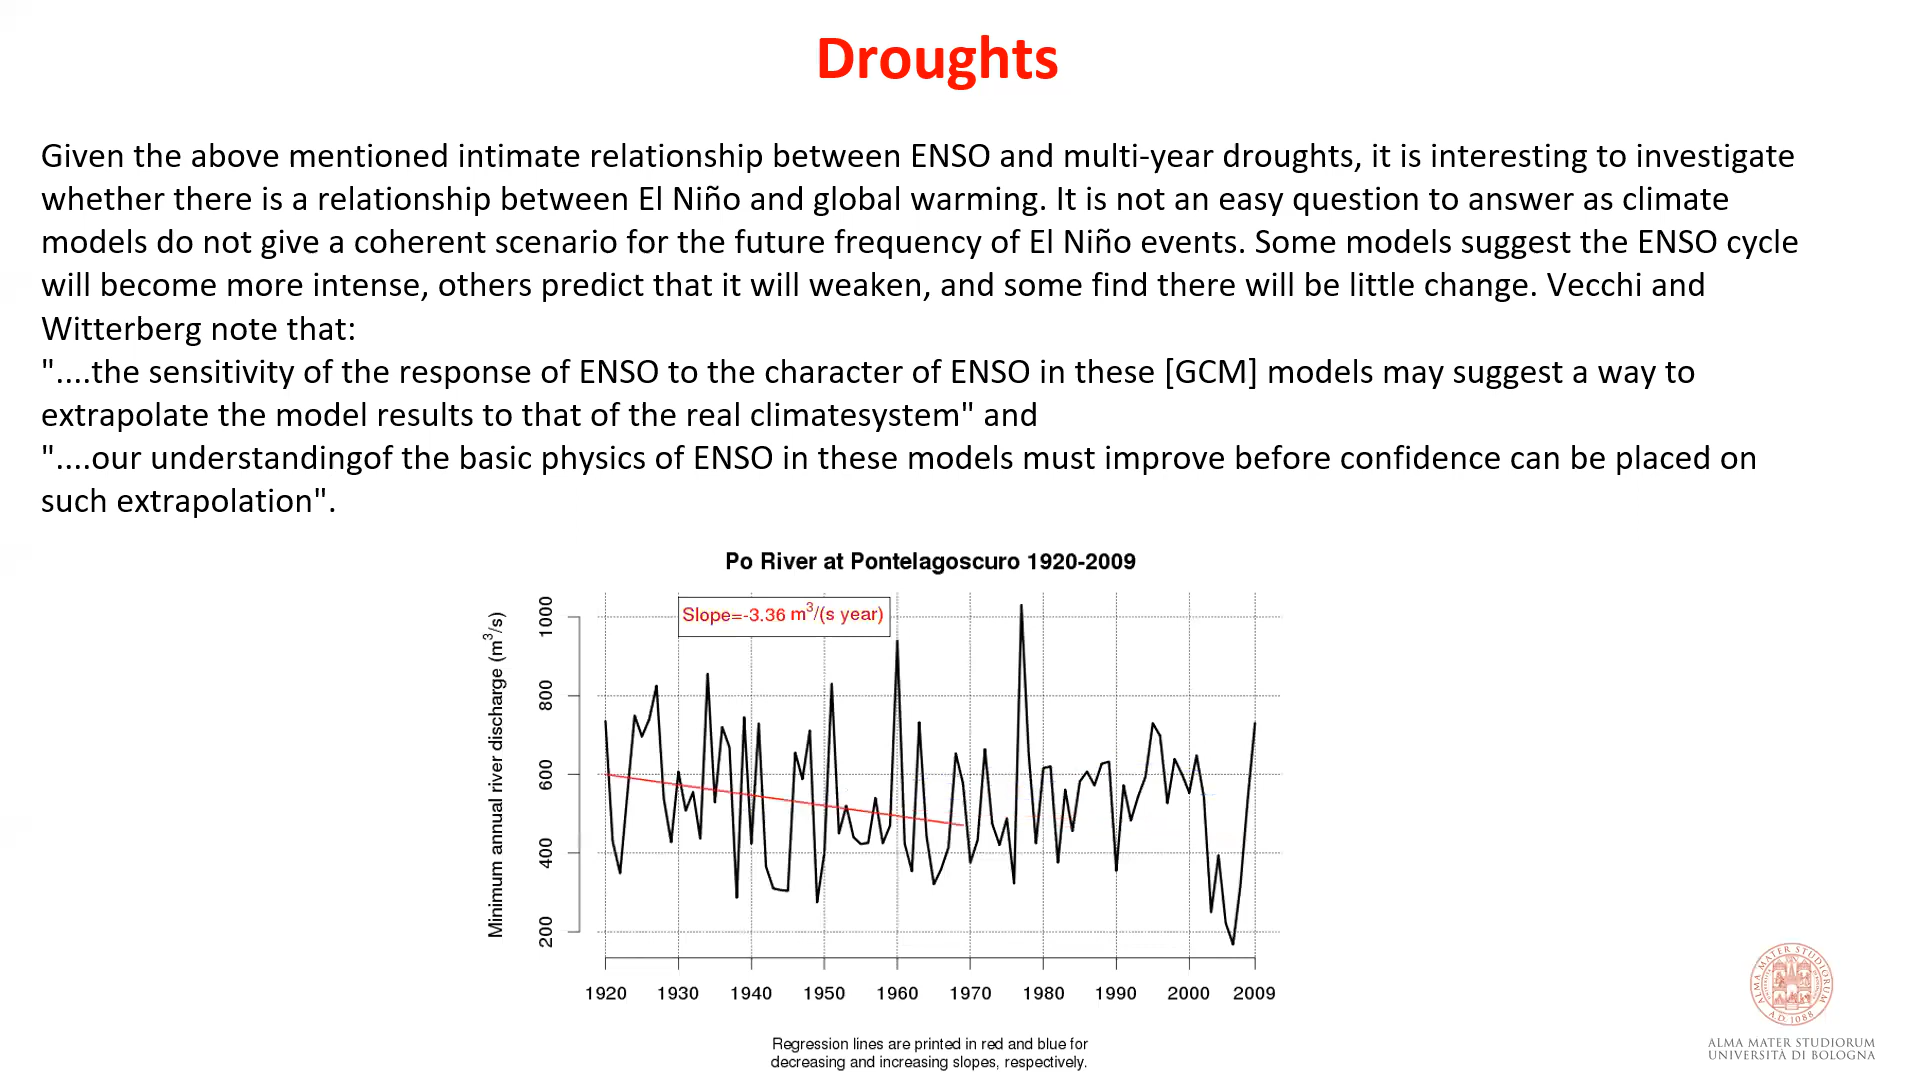 Droughts
Given the above mentioned intimate relationship between ENSO and multi-year droughts, it is interesting to investigate
whether there is a relationship between El Niño and global warming. It is not an easy question to answer as climate
models do not give a coherent scenario for the future frequency of El Niño events. Some models suggest the ENSO cycle
will become more intense, others predict that it will weaken, and some find there will be little change. Vecchi and
Witterberg note that:
"....the sensitivity of the response of ENSO to the character of ENSO in these [GCM] models may suggest a way to
extrapolate the model results to that of the real climatesystem" and
"....our understandingof the basic physics of ENSO in these models must improve before confidence can be placed on
such extrapolation".
Po River at Pontelagoscuro 1920-2009
Slope=-3.36 m³/(s year)
Minimum annual river discharge (m³/s)
1000
800
600
400
200
1920 1930 1940 1950 1960 1970 1980 1990 2000 2009
Regression lines are printed in red and blue for
decreasing and increasing slopes, respectively.
ALMA MATER STUDIORUM
A.D. 1088
ALMA MATER STUDIORUM
UNIVERSITÀ DI BOLOGNA